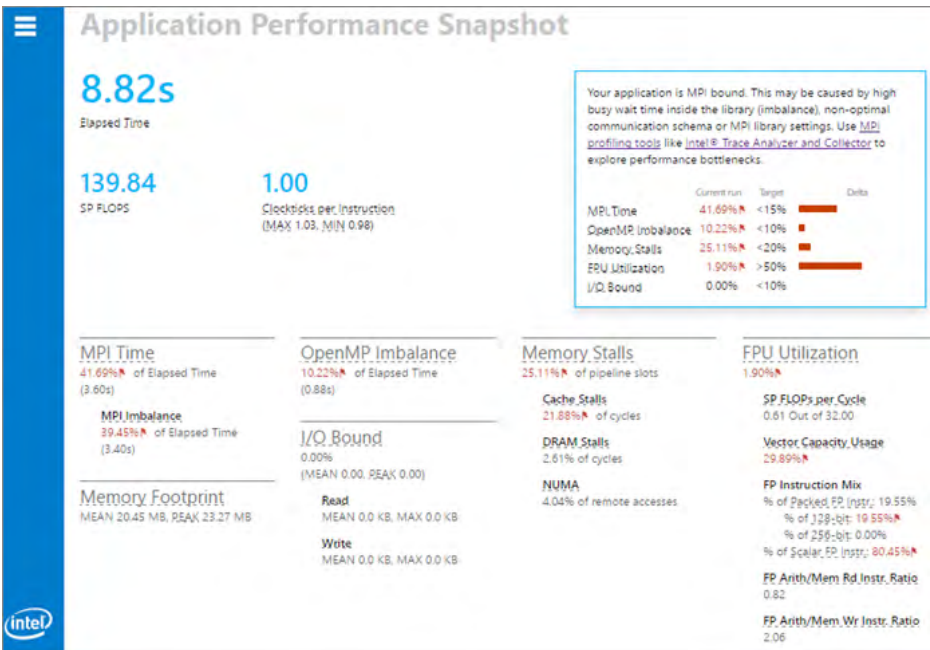 Application Performance Snapshot
8.82s
Elapsed Time
139.84
SP FLOPS
1.00
Clockticks per Instruction
(MAX 1.03, MIN 0.98)
Your application is MPI bound. This may be caused by high
busy wait time inside the library (imbalance), non-optimal
communication schema or MPI library settings. Use MPI
profiling tools like Intel® Trace Analyzer and Collector to
explore performance bottlenecks.
Current run Target Delta
MPI Time 41.69% <15%
OpenMP Imbalance 10.22% <10%
Memory Stalls 25.11% <20%
FPU Utilization 1.90% >50%
I/O Bound 0.00% <10%
MPI Time
41.69% of Elapsed Time
(3.60s)
MPI Imbalance
39.45% of Elapsed Time
(3.40s)
Memory Footprint
MEAN 20.45 MB, PEAK 23.27 MB
OpenMP Imbalance
10.22% of Elapsed Time
(0.88s)
I/O Bound
0.00%
(MEAN 0.00, PEAK 0.00)
Read
MEAN 0.0 KB, MAX 0.0 KB
Write
MEAN 0.0 KB, MAX 0.0 KB
Memory Stalls
25.11% of pipeline slots
Cache Stalls
21.88% of cycles
DRAM Stalls
2.61% of cycles
NUMA
4.04% of remote accesses
FPU Utilization
1.90%
SP FLOPs per Cycle
0.61 Out of 32.00
Vector Capacity Usage
29.89%
FP Instruction Mix
% of Packed FP Instr.: 19.55%
% of 128-bit: 19.55%
% of 256-bit: 0.00%
% of Scalar FP Instr.: 80.45%
FP Arith/Mem Rd Instr. Ratio
0.82
FP Arith/Mem Wr Instr. Ratio
2.06
intel